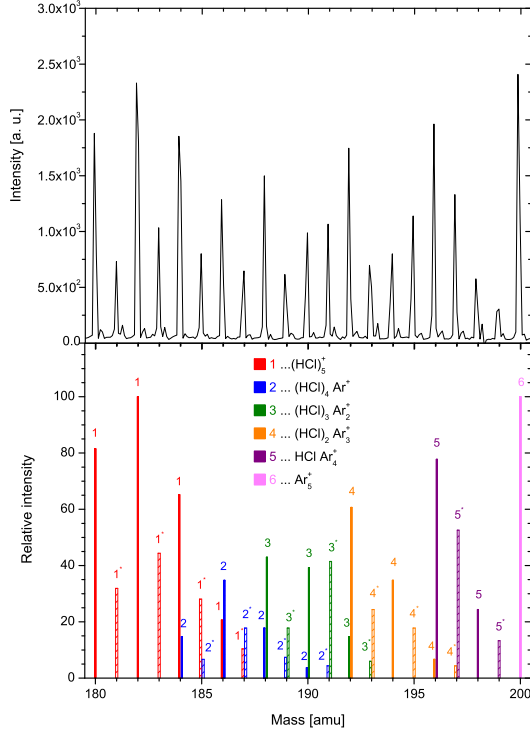 3.0x10³
2.5x10³
2.0x10³
1.5x10³
1.0x10³
5.0x10²
0.0
Intensity [a. u.]
1 ...(HCl)₅⁺
2 ...(HCl)₄ Ar⁺
3 ...(HCl)₃ Ar₂⁺
4 ...(HCl)₂ Ar₃⁺
5 ... HCl Ar₄⁺
6 ... Ar₅⁺
100
80
60
40
20
0
Relative intensity
1 1* 1 1* 1 2 1* 2* 1 2 1* 2* 2 3 2* 3* 2 3 2* 3* 3 4 3* 4* 4 4* 4 5 4* 5* 5 5* 6
180 185 190 195 200
Mass [amu]